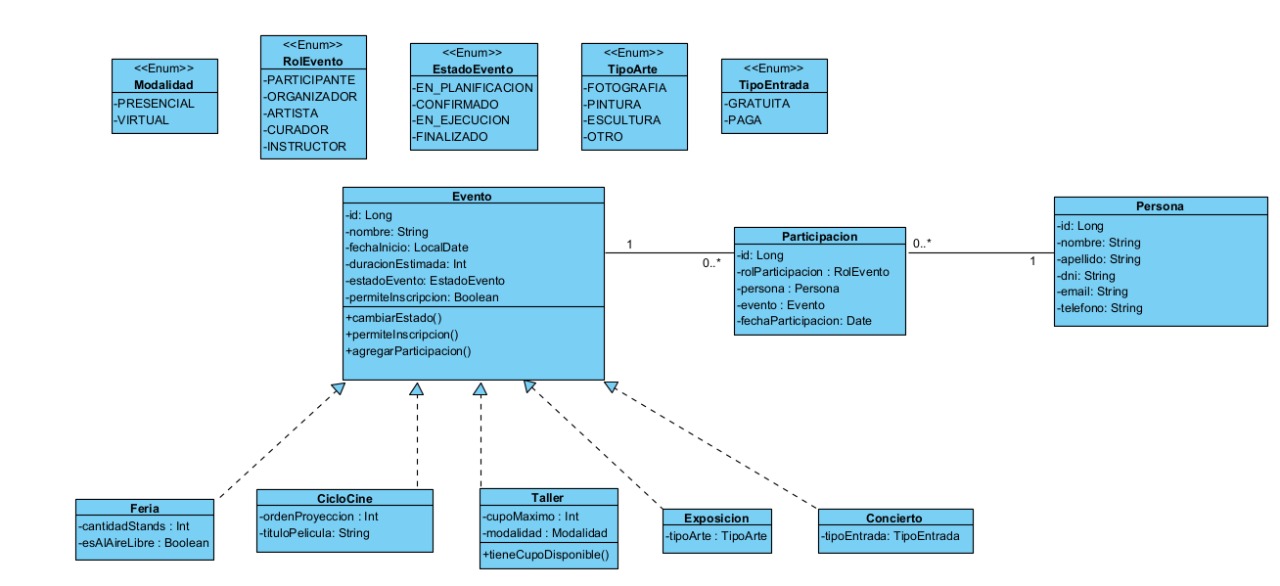 <<Enum>>
Modalidad
-PRESENCIAL
-VIRTUAL
<<Enum>>
RolEvento
-PARTICIPANTE
-ORGANIZADOR
-ARTISTA
-CURADOR
-INSTRUCTOR
<<Enum>>
EstadoEvento
-EN_PLANIFICACION
-CONFIRMADO
-EN_EJECUCION
-FINALIZADO
<<Enum>>
TipoArte
-FOTOGRAFIA
-PINTURA
-ESCULTURA
-OTRO
<<Enum>>
TipoEntrada
-GRATUITA
-PAGA
Evento
-id: Long
-nombre: String
-fechaInicio: LocalDate
-duracionEstimada: Int
-estadoEvento: EstadoEvento
-permiteInscripcion: Boolean
+cambiarEstado()
+permiteInscripcion()
+agregarParticipacion()
1
0..*
Participacion
-id: Long
-rolParticipacion : RolEvento
-persona : Persona
-evento : Evento
-fechaParticipacion: Date
0..*
1
Persona
-id: Long
-nombre: String
-apellido: String
-dni: String
-email: String
-telefono: String
Feria
-cantidadStands : Int
-esAlAireLibre : Boolean
CicloCine
-ordenProyeccion : Int
-tituloPelicula: String
Taller
-cupoMaximo : Int
-modalidad : Modalidad
+tieneCupoDisponible()
Exposicion
-tipoArte : TipoArte
Concierto
-tipoEntrada: TipoEntrada